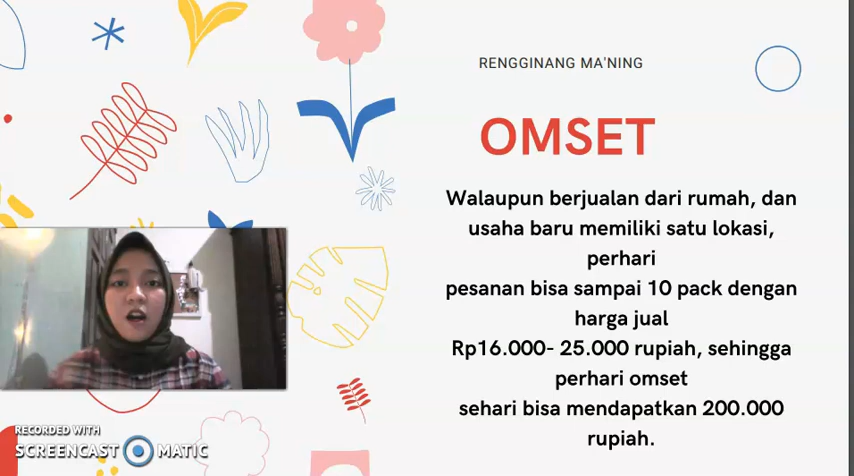 RENGGINANG MA'NING
OMSET
Walaupun berjualan dari rumah, dan
usaha baru memiliki satu lokasi,
perhari
pesanan bisa sampai 10 pack dengan
harga jual
Rp16.000- 25.000 rupiah, sehingga
perhari omset
sehari bisa mendapatkan 200.000
rupiah.
RECORDED WITH
SCREENCAST MATIC